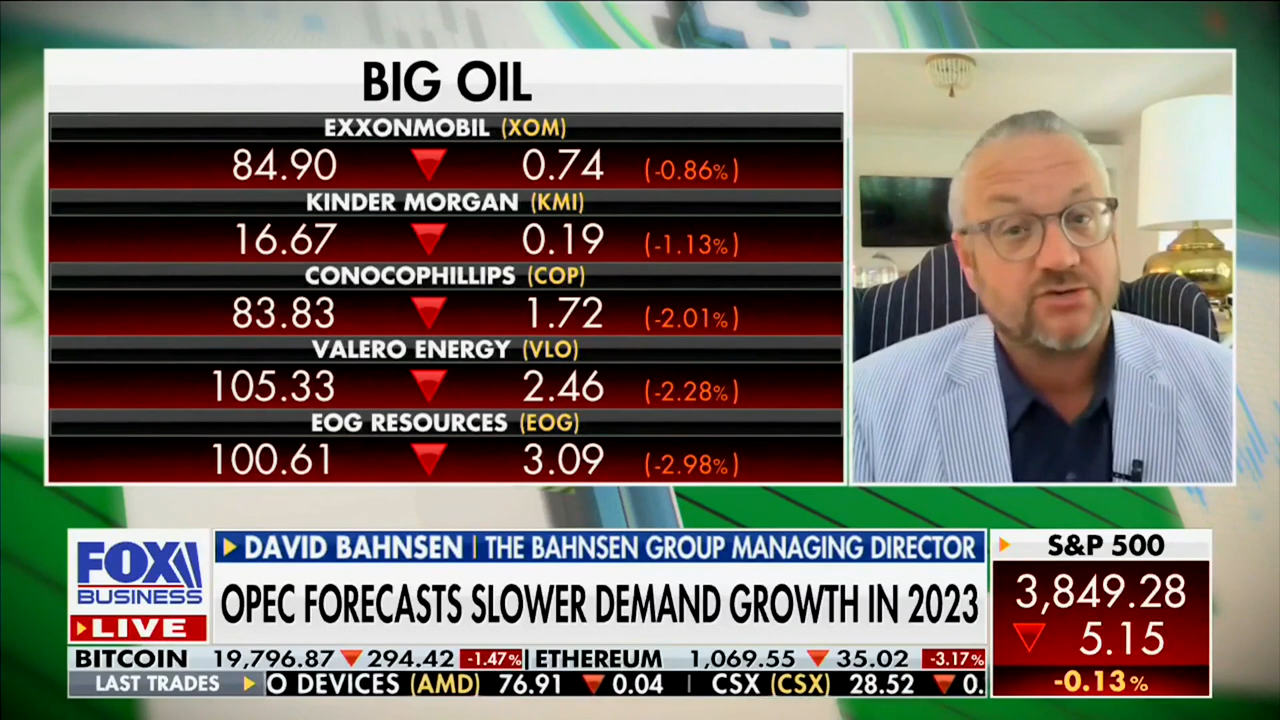 BIG OIL
EXXONMOBIL (XOM)
84.90 ▼ 0.74 (-0.86%)
KINDER MORGAN (KMI)
16.67 ▼ 0.19 (-1.13%)
CONOCOPHILLIPS (COP)
83.83 ▼ 1.72 (-2.01%)
VALERO ENERGY (VLO)
105.33 ▼ 2.46 (-2.28%)
EOG RESOURCES (EOG)
100.61 ▼ 3.09 (-2.98%)
FOX
BUSINESS
LIVE
DAVID BAHNSEN | THE BAHNSEN GROUP MANAGING DIRECTOR
OPEC FORECASTS SLOWER DEMAND GROWTH IN 2023
S&P 500
3,849.28
▼ 5.15
-0.13%
BITCOIN 19,796.87 ▼ 294.42 -1.47% | ETHEREUM 1,069.55 ▼ 35.02 -3.17%
LAST TRADES O DEVICES (AMD) 76.91 ▼ 0.04 | CSX (CSX) 28.52 ▼ 0.